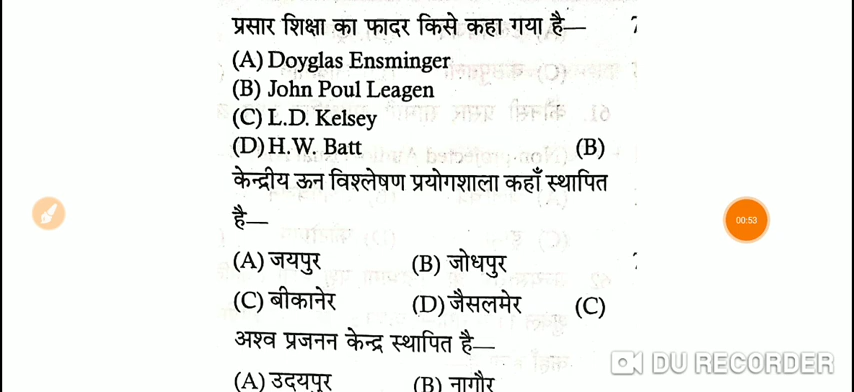 प्रसार शिक्षा का फादर किसे कहा गया है—
(A) Doyglas Ensminger
(B) John Poul Leagen
(C) L.D. Kelsey
(D) H.W. Batt (B)
केन्द्रीय ऊन विश्लेषण प्रयोगशाला कहाँ स्थापित
है—
(A) जयपुर (B) जोधपुर
(C) बीकानेर (D) जैसलमेर (C)
अश्व प्रजनन केन्द्र स्थापित है—
(A) उदयपुर (B) नागौर
00:53
DU RECORDER